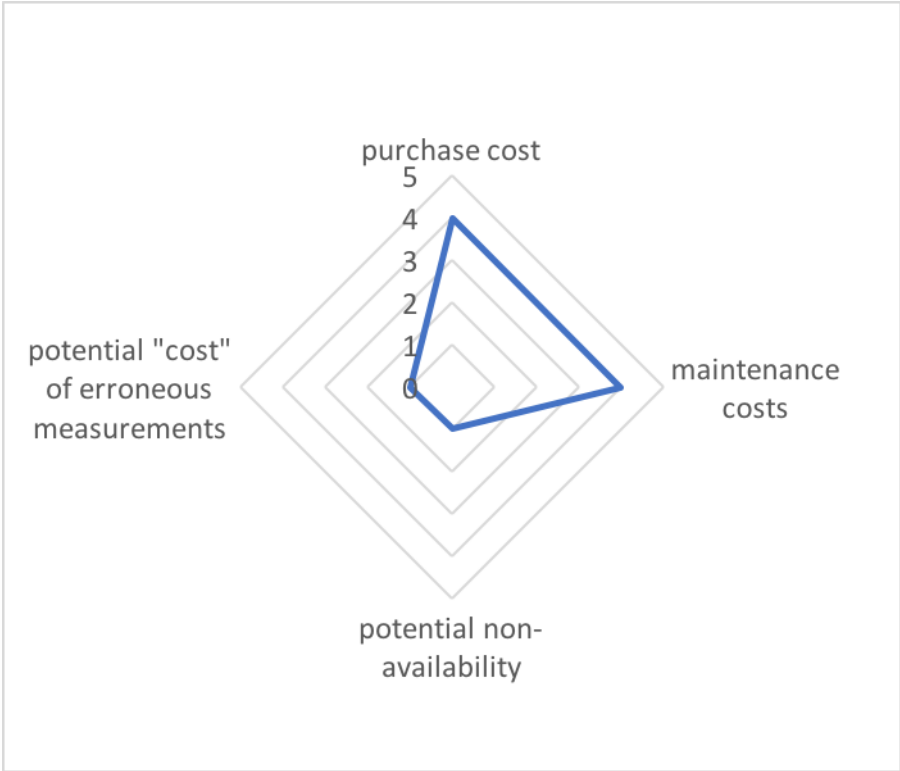 purchase cost
5
4
3
2
1
0
potential "cost"
of erroneous
measurements
maintenance
costs
potential non-
availability